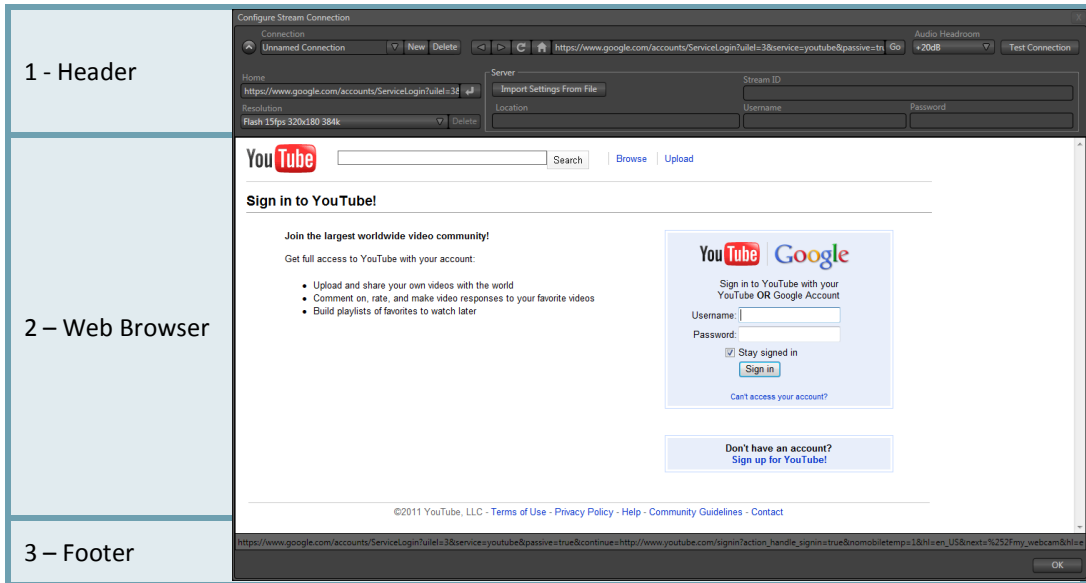 Configure Stream Connection
1 - Header
Connection
Unnamed Connection New Delete https://www.google.com/accounts/ServiceLogin?uilel=3&service=youtube&passive=tr Go
Audio Headroom
+20dB Test Connection
Home
https://www.google.com/accounts/ServiceLogin?uilel=3&
Resolution
Flash 15fps 320x180 384k Delete
Server
Import Settings From File
Stream ID
Location Username Password
2 – Web Browser
You Tube Search Browse Upload
Sign in to YouTube!
Join the largest worldwide video community!
Get full access to YouTube with your account:
• Upload and share your own videos with the world
• Comment on, rate, and make video responses to your favorite videos
• Build playlists of favorites to watch later
You Tube Google
Sign in to YouTube with your
YouTube OR Google Account
Username:
Password:
Stay signed in
Sign in
Can't access your account?
Don't have an account?
Sign up for YouTube!
©2011 YouTube, LLC - Terms of Use - Privacy Policy - Help - Community Guidelines - Contact
3 – Footer
https://www.google.com/accounts/ServiceLogin?uilel=3&service=youtube&passive=true&continue=http://www.youtube.com/signin?action_handle_signin=true&nomobiletemp=1&hl=en_US&next=%252Fmy_webcam&hl=e
OK